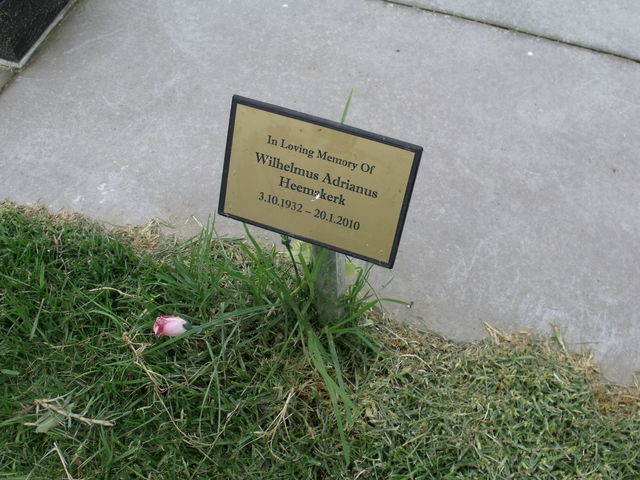 In Loving Memory Of
Wilhelmus Adrianus
Heemskerk
3.10.1932 – 20.1.2010